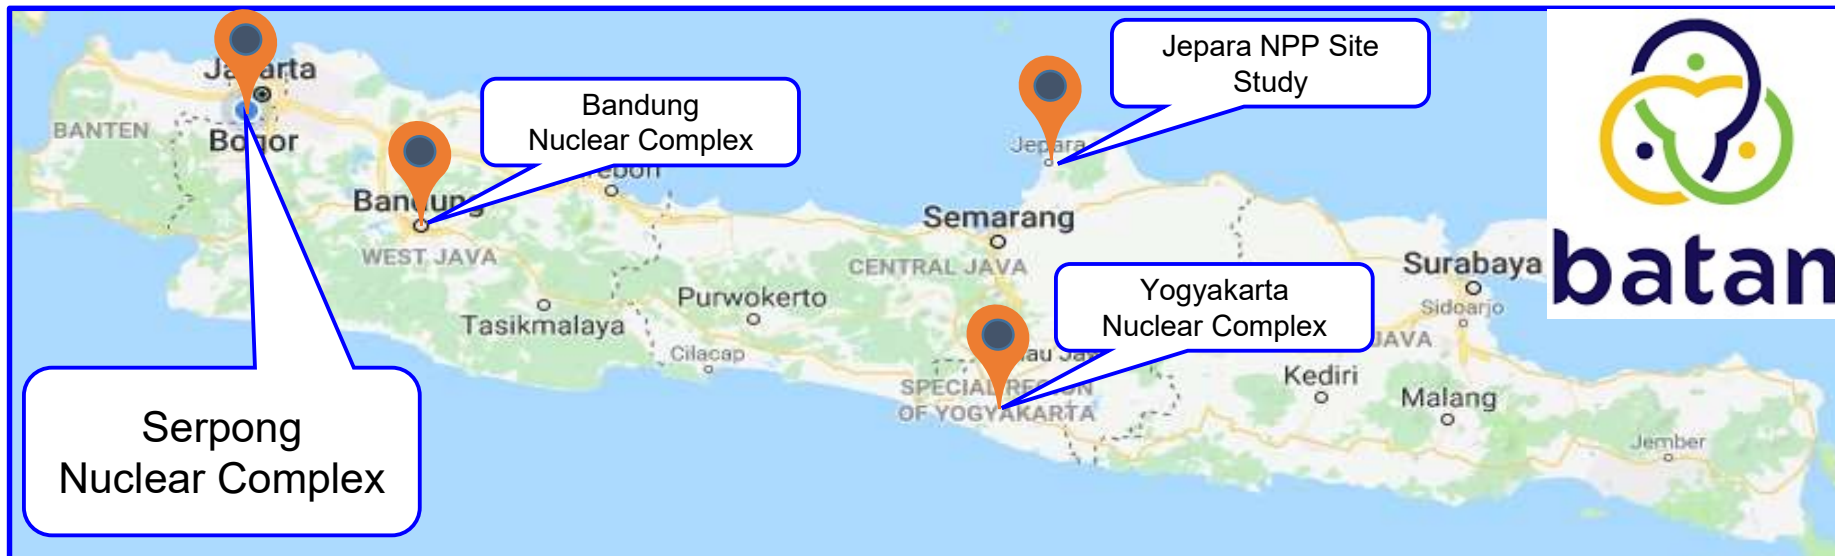 Jepara NPP Site
Study
Bandung
Nuclear Complex
BANTEN
Bogor
Jepara
Bandung
WEST JAVA
Semarang
CENTRAL JAVA
Surabaya
Sidoarjo
batan
Yogyakarta
Nuclear Complex
Purwokerto
Tasikmalaya
Cilacap
JAVA
SPECIAL REGION
OF YOGYAKARTA
Kediri
Malang
Jember
Serpong
Nuclear Complex